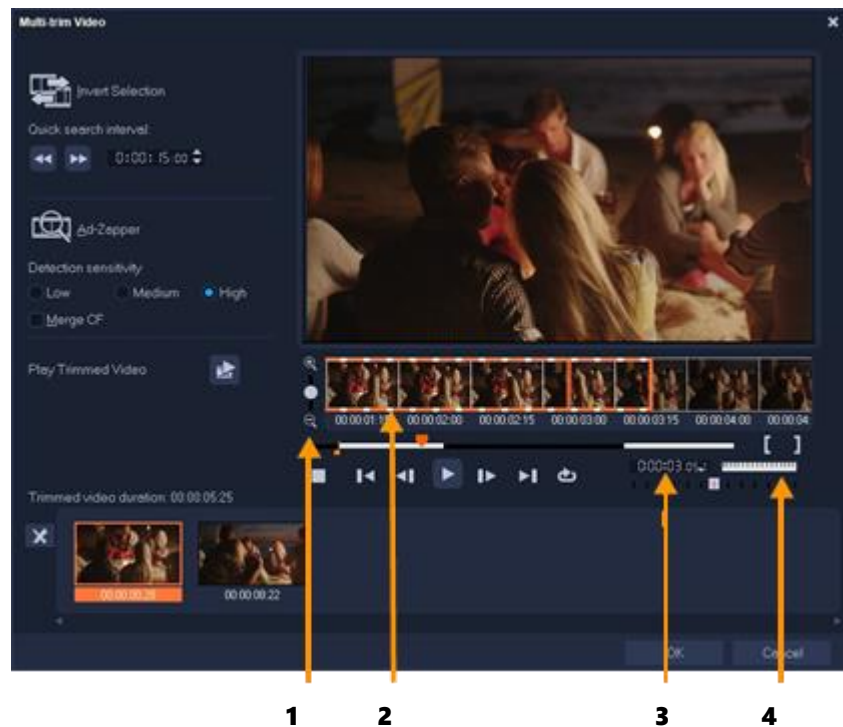 Multi-trim Video
Invert Selection
Quick search interval:
0:00:15:00
Ad-Zapper
Detection sensitivity
Low Medium High
Merge CF
Play Trimmed Video
00:00:02:00 00:00:02:15 00:00:03:00 00:00:03:15 00:00:04:00
[ ]
Trimmed video duration: 00:00:05:25
00:00:08:22
OK Cancel
1 2 3 4